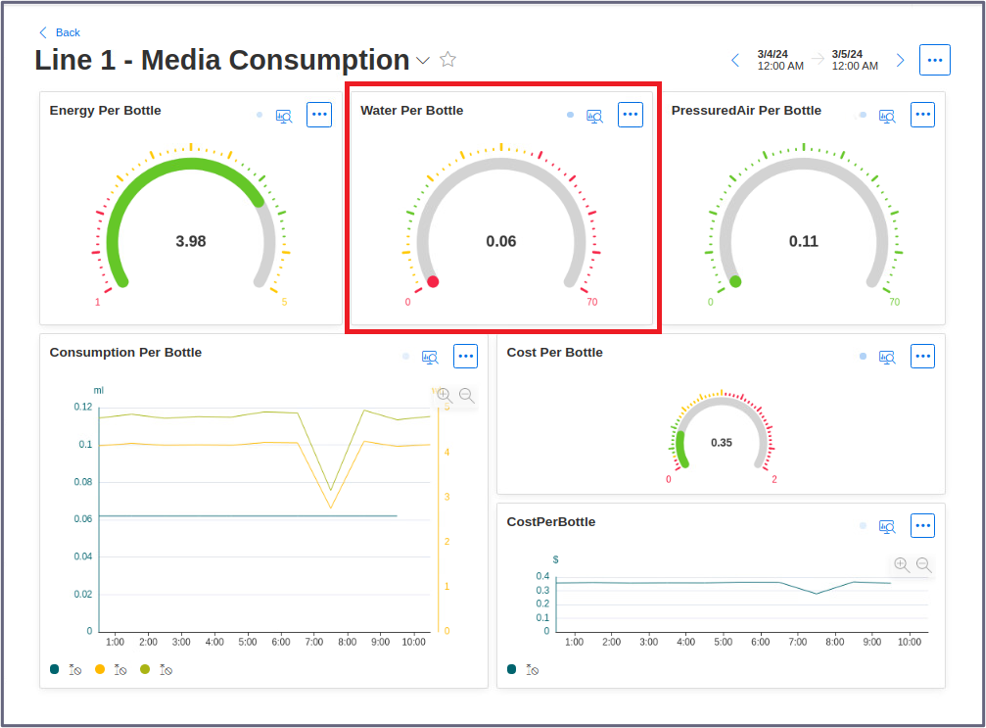 Back
Line 1 - Media Consumption
3/4/24
12:00 AM
3/5/24
12:00 AM
Energy Per Bottle
3.98
1
5
Water Per Bottle
0.06
0
70
PressuredAir Per Bottle
0.11
0
70
Consumption Per Bottle
ml
0.12
0.1
0.08
0.06
0.04
0.02
0
5
4
3
2
1
0
1:00 2:00 3:00 4:00 5:00 6:00 7:00 8:00 9:00 10:00
Cost Per Bottle
0.35
0
2
CostPerBottle
$
0.4
0.3
0.2
0.1
0
1:00 2:00 3:00 4:00 5:00 6:00 7:00 8:00 9:00 10:00